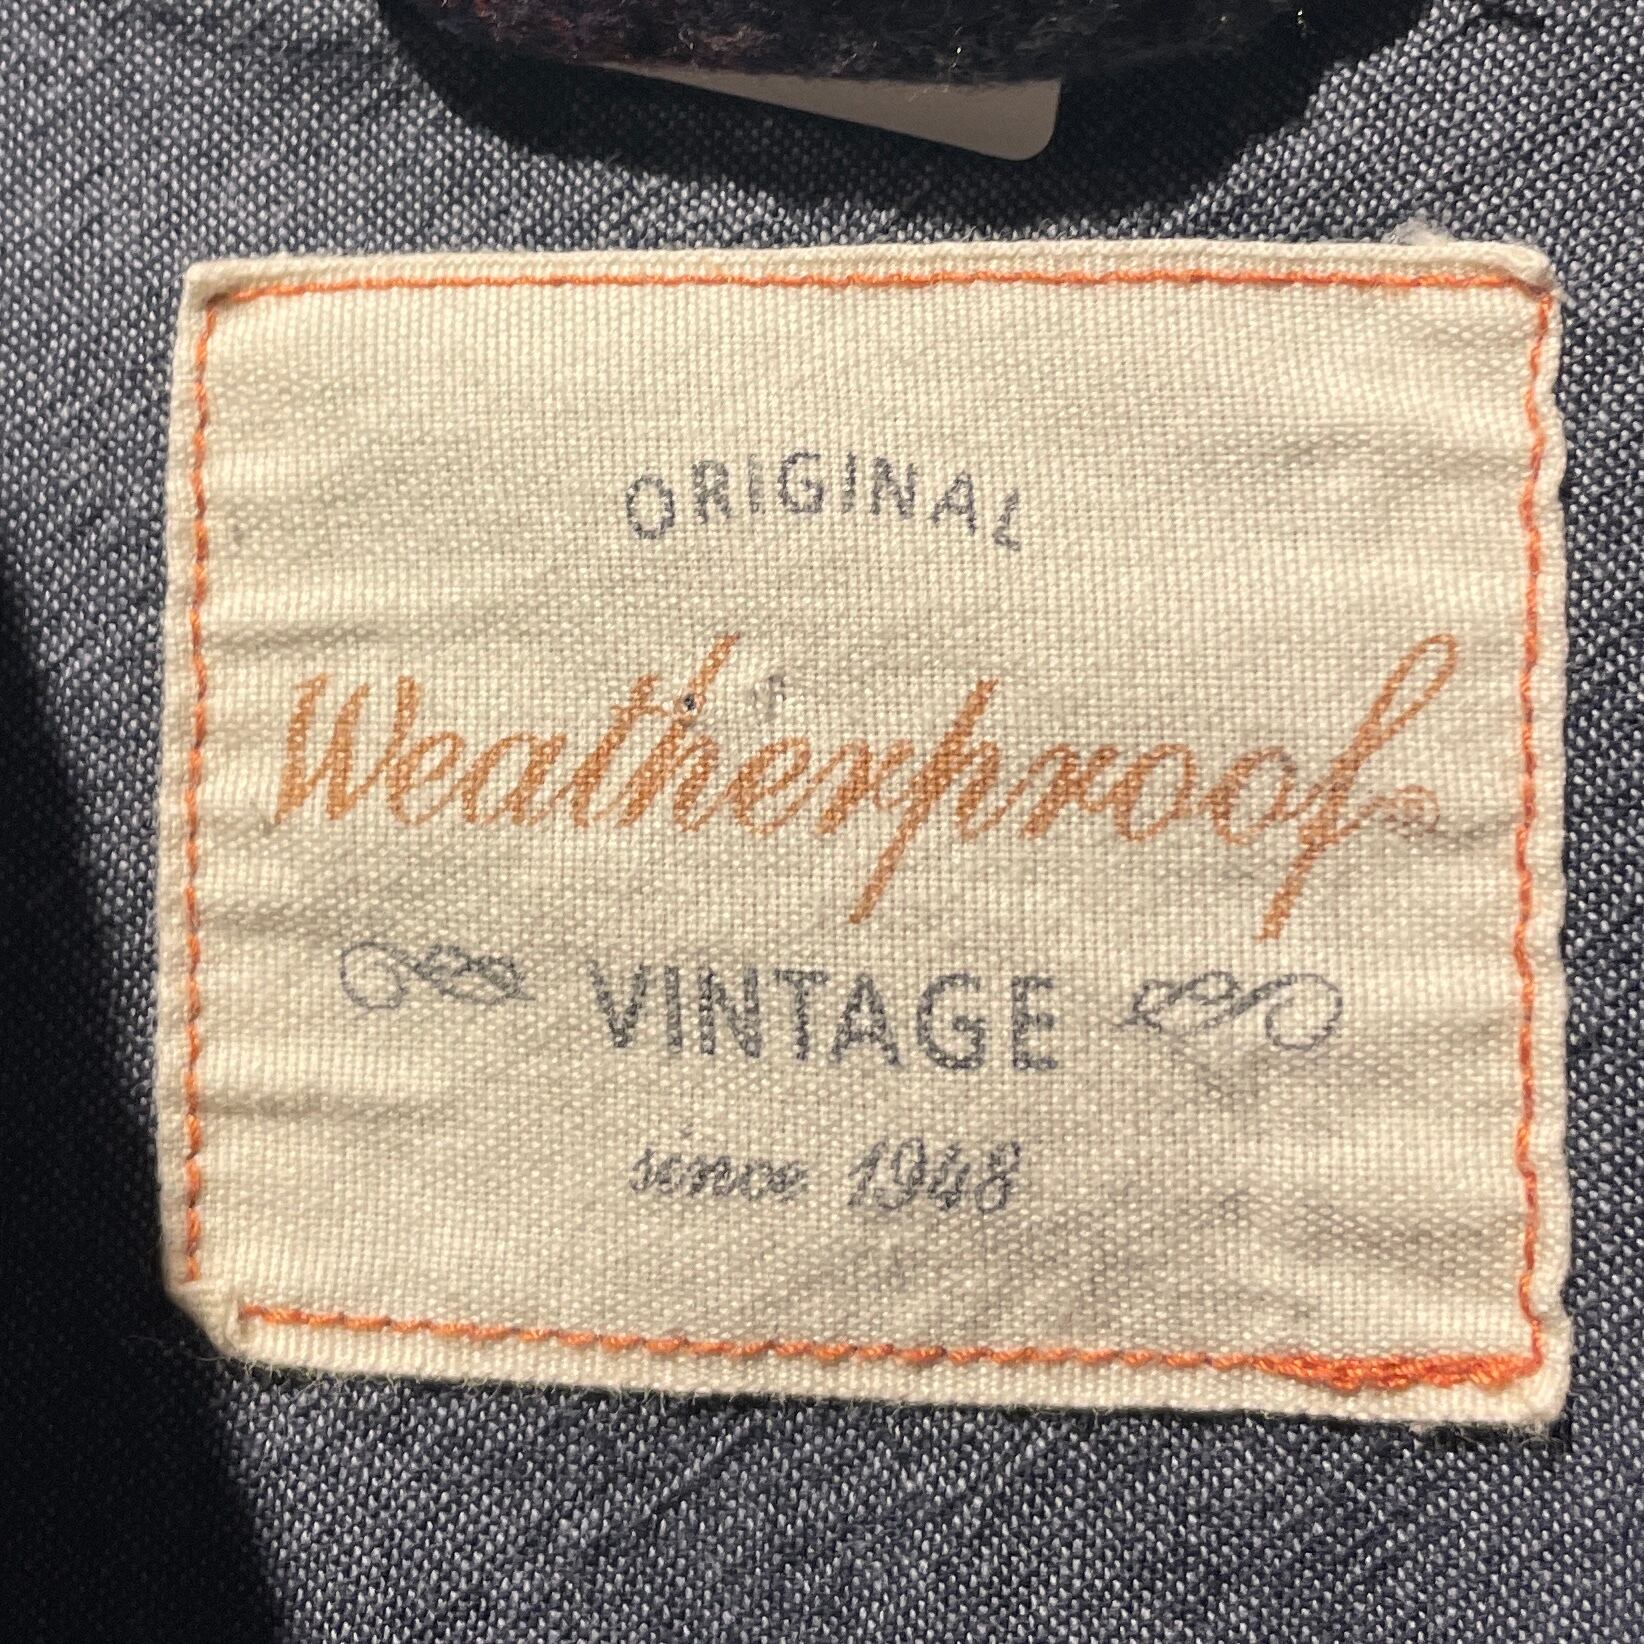 ORIGINAL
Weatherproof®
VINTAGE
since 1948